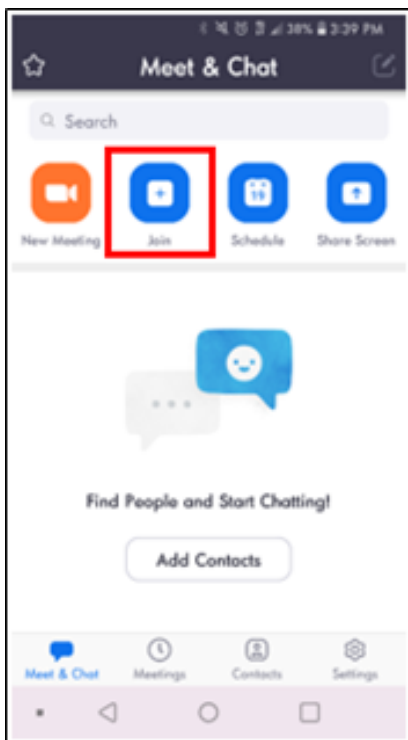 38% 3:39 PM
Meet & Chat
Search
19
New Meeting Join Schedule Share Screen
Find People and Start Chatting!
Add Contacts
Meet & Chat Meetings Contacts Settings